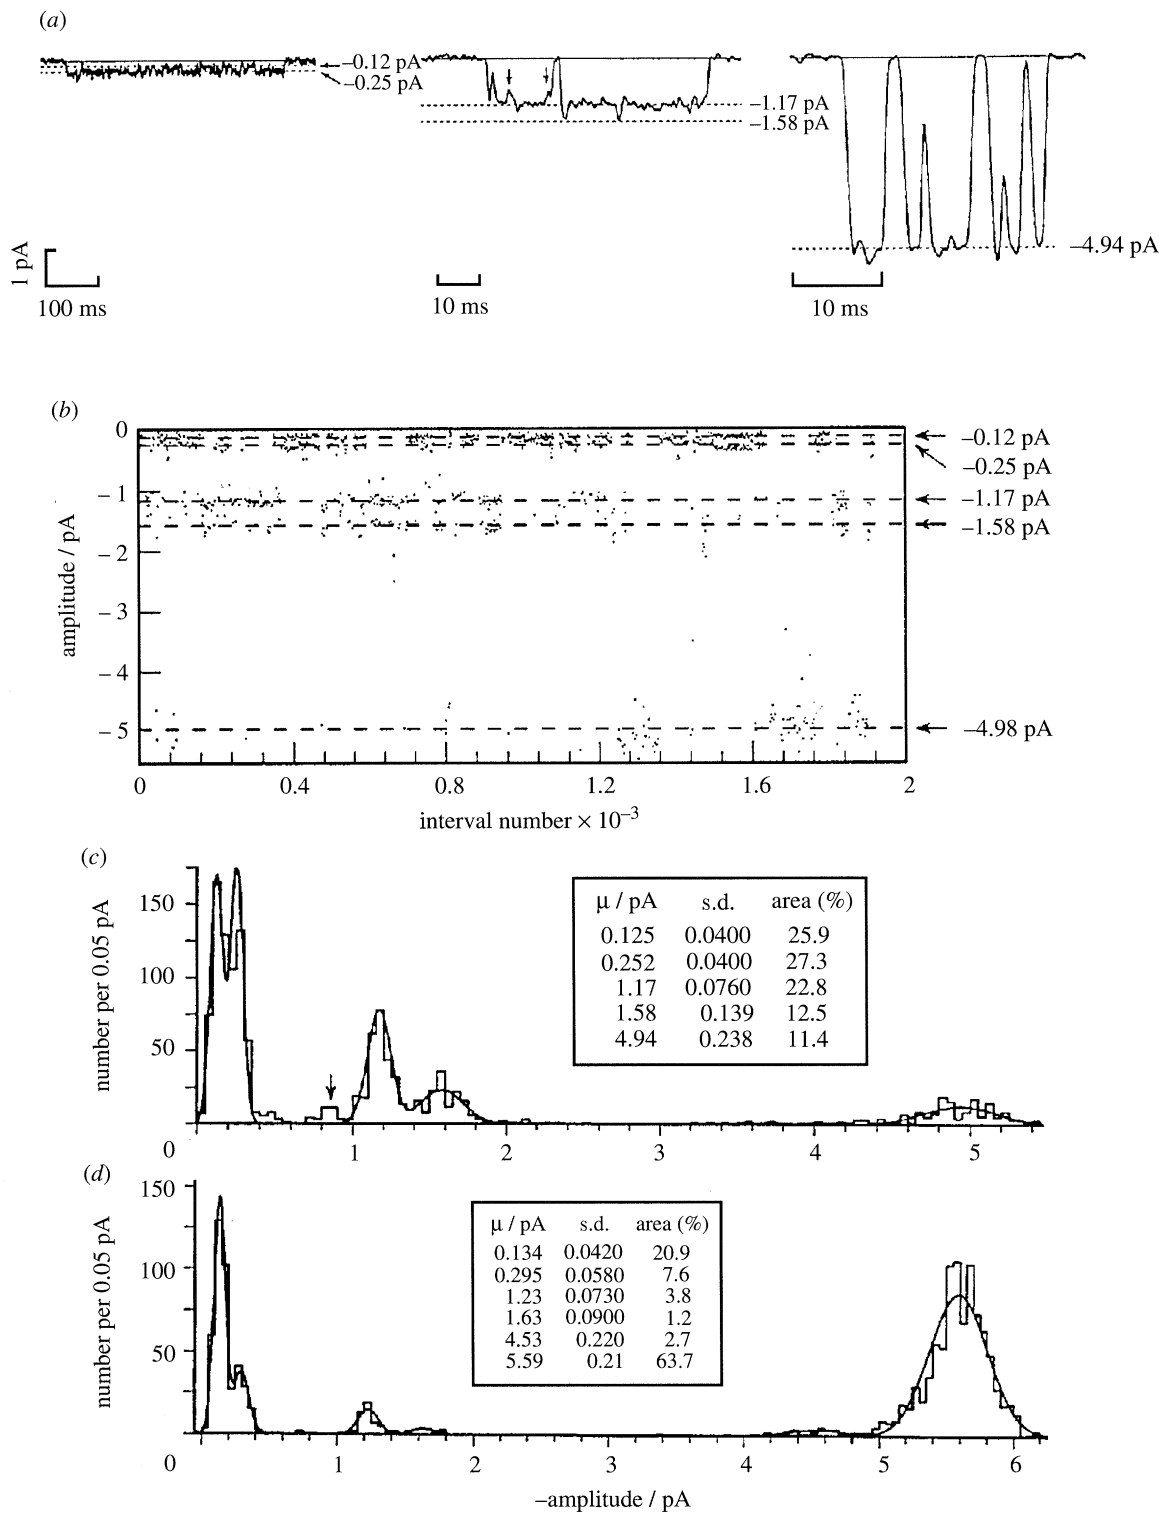 (a)
–0.12 pA
–0.25 pA
–1.17 pA
–1.58 pA
–4.94 pA
1 pA
100 ms
10 ms
10 ms
(b)
amplitude / pA
0
– 1
– 2
– 3
– 4
– 5
–0.12 pA
–0.25 pA
–1.17 pA
–1.58 pA
–4.98 pA
0 0.4 0.8 1.2 1.6 2
interval number × 10–3
(c)
number per 0.05 pA
150
100
50
μ / pA s.d. area (%)
0.125 0.0400 25.9
0.252 0.0400 27.3
1.17 0.0760 22.8
1.58 0.139 12.5
4.94 0.238 11.4
0 1 2 3 4 5
(d)
number per 0.05 pA
150
100
50
μ / pA s.d. area (%)
0.134 0.0420 20.9
0.295 0.0580 7.6
1.23 0.0730 3.8
1.63 0.0900 1.2
4.53 0.220 2.7
5.59 0.21 63.7
0 1 2 3 4 5 6
–amplitude / pA